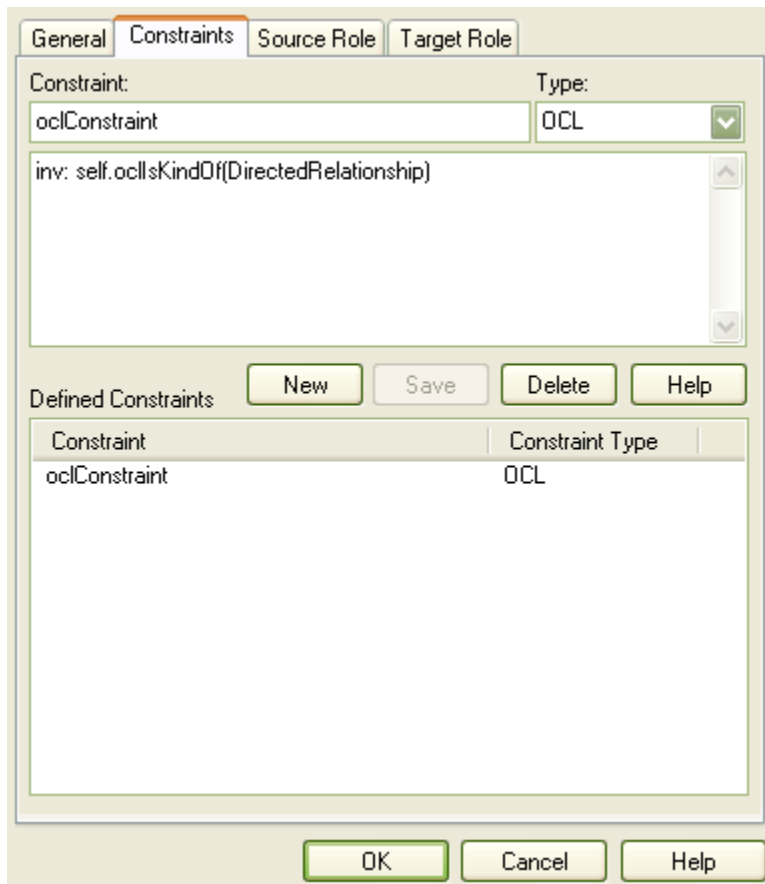 General Constraints Source Role Target Role
Constraint: Type:
oclConstraint OCL
inv: self.oclIsKindOf(DirectedRelationship)
Defined Constraints New Save Delete Help
Constraint Constraint Type
oclConstraint OCL
OK Cancel Help